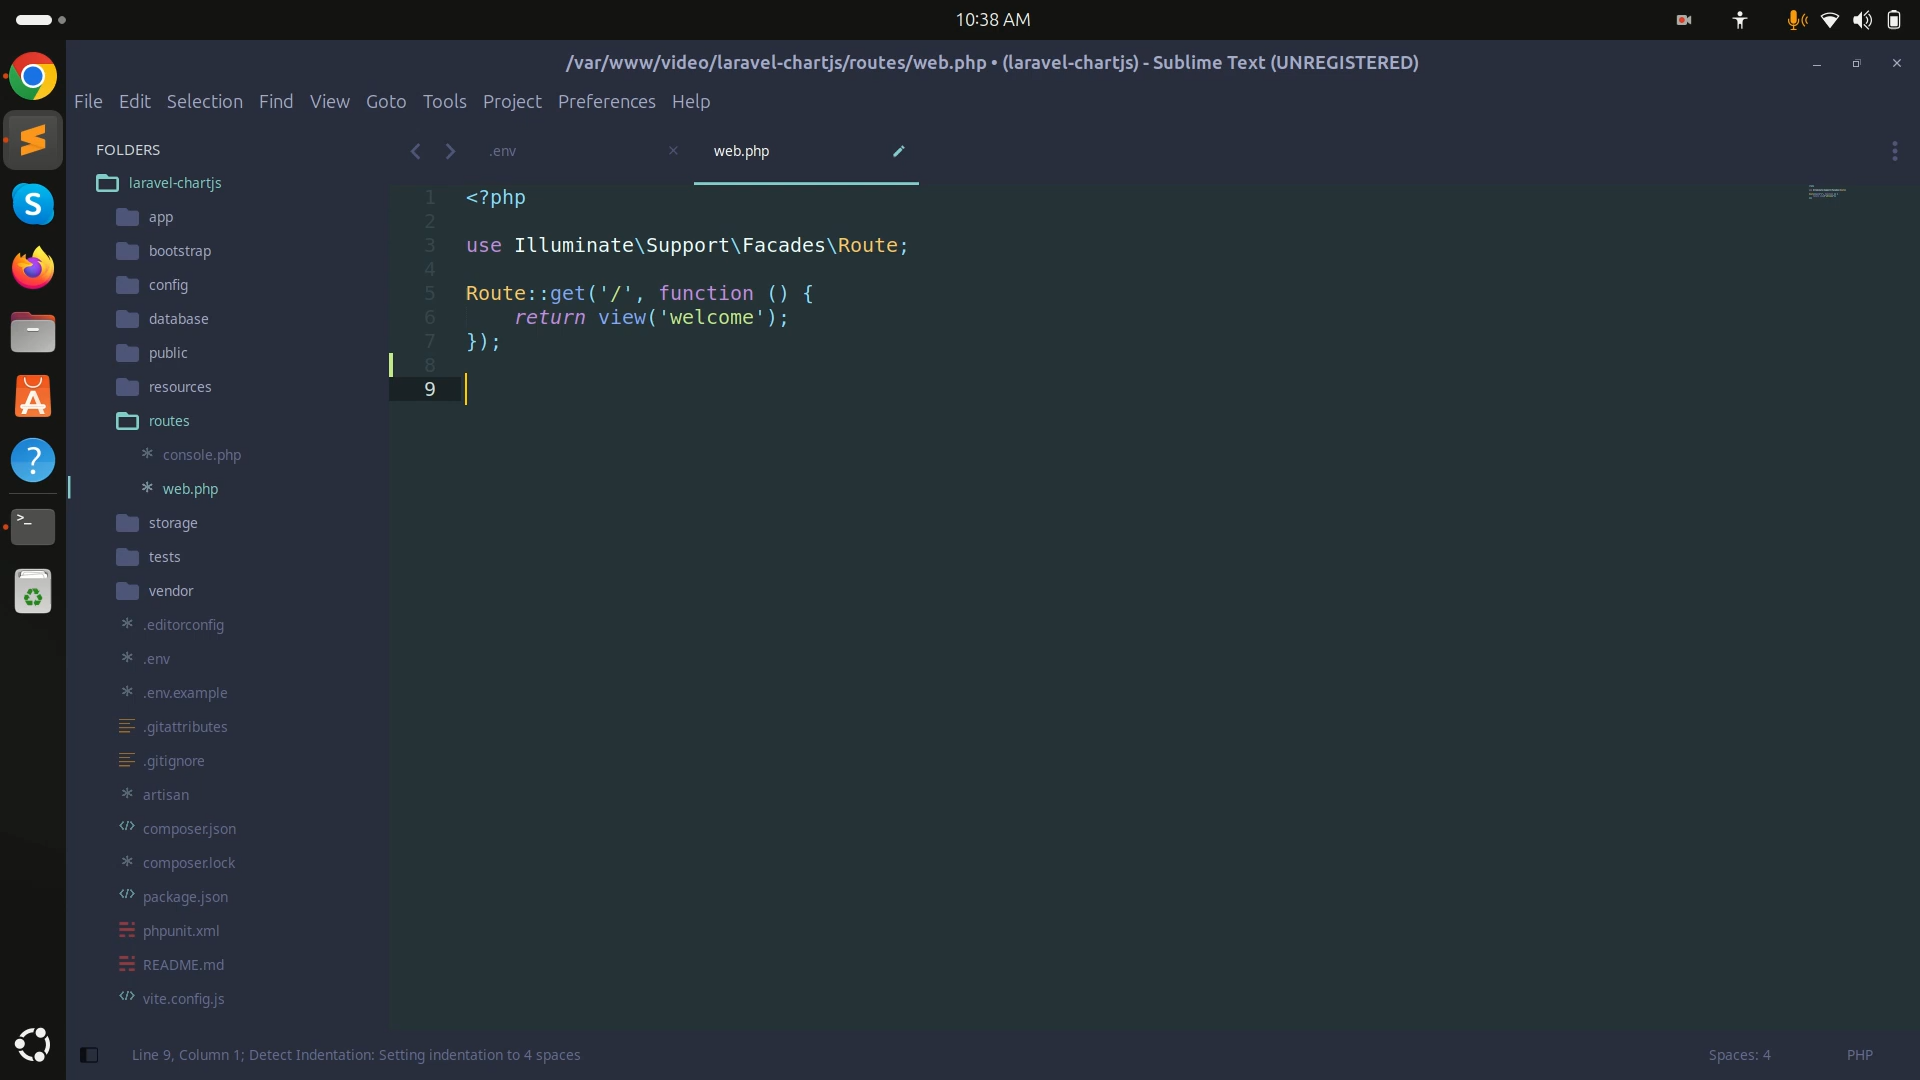 10:38 AM
/var/www/video/laravel-chartjs/routes/web.php • (laravel-chartjs) - Sublime Text (UNREGISTERED)
File Edit Selection Find View Goto Tools Project Preferences Help
FOLDERS
laravel-chartjs
app
bootstrap
config
database
public
resources
routes
console.php
web.php
storage
tests
vendor
.editorconfig
.env
.env.example
.gitattributes
.gitignore
artisan
composer.json
composer.lock
package.json
phpunit.xml
README.md
vite.config.js
.env
web.php
1 <?php
2
3 use Illuminate\Support\Facades\Route;
4
5 Route::get('/', function () {
6     return view('welcome');
7 });
8
9
Line 9, Column 1; Detect Indentation: Setting indentation to 4 spaces
Spaces: 4
PHP